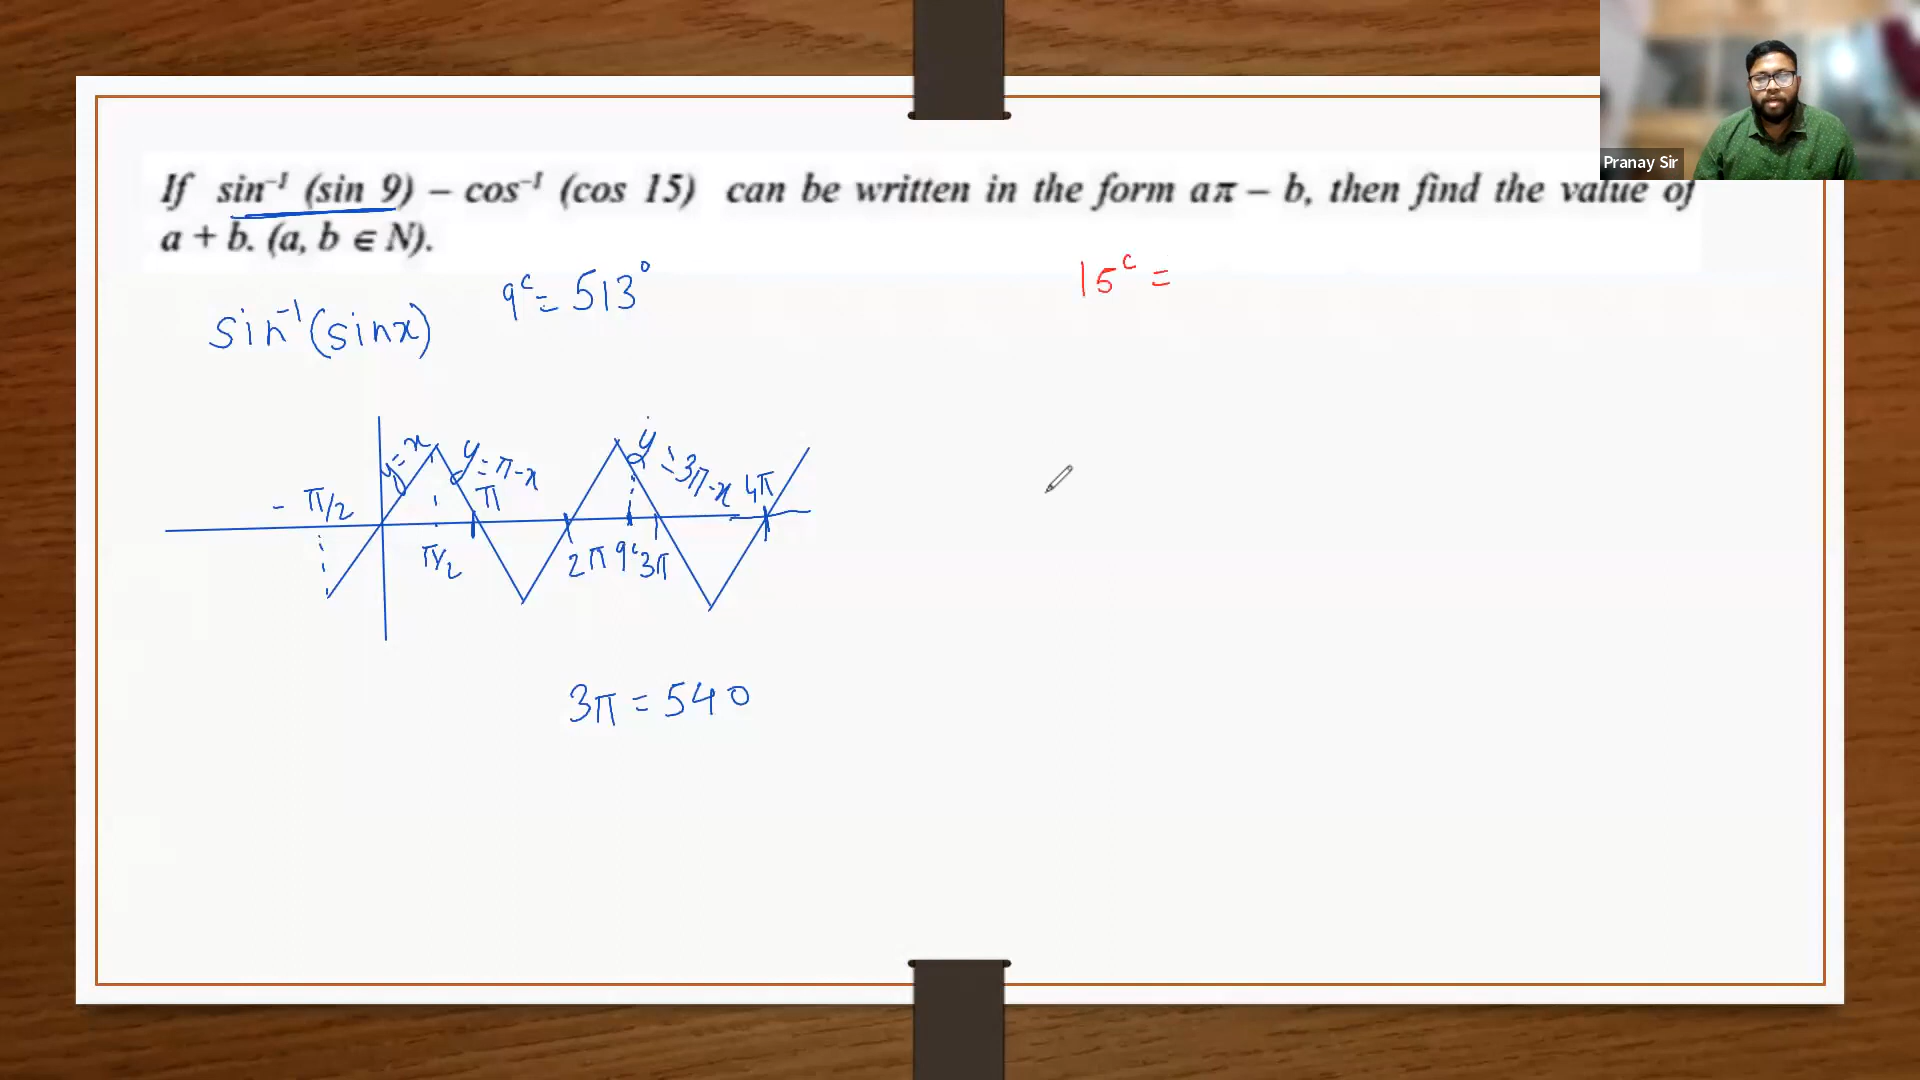 Pranay Sir
If sin⁻¹ (sin 9) – cos⁻¹ (cos 15) can be written in the form aπ – b, then find the value of
a + b. (a, b ∈ N).
9ᶜ = 513°
15ᶜ =
sin⁻¹(sinx)
y=x
y=π-x
y=3π-x
- π/2
π
4π
π/2
2π 9ᶜ 3π
3π = 540